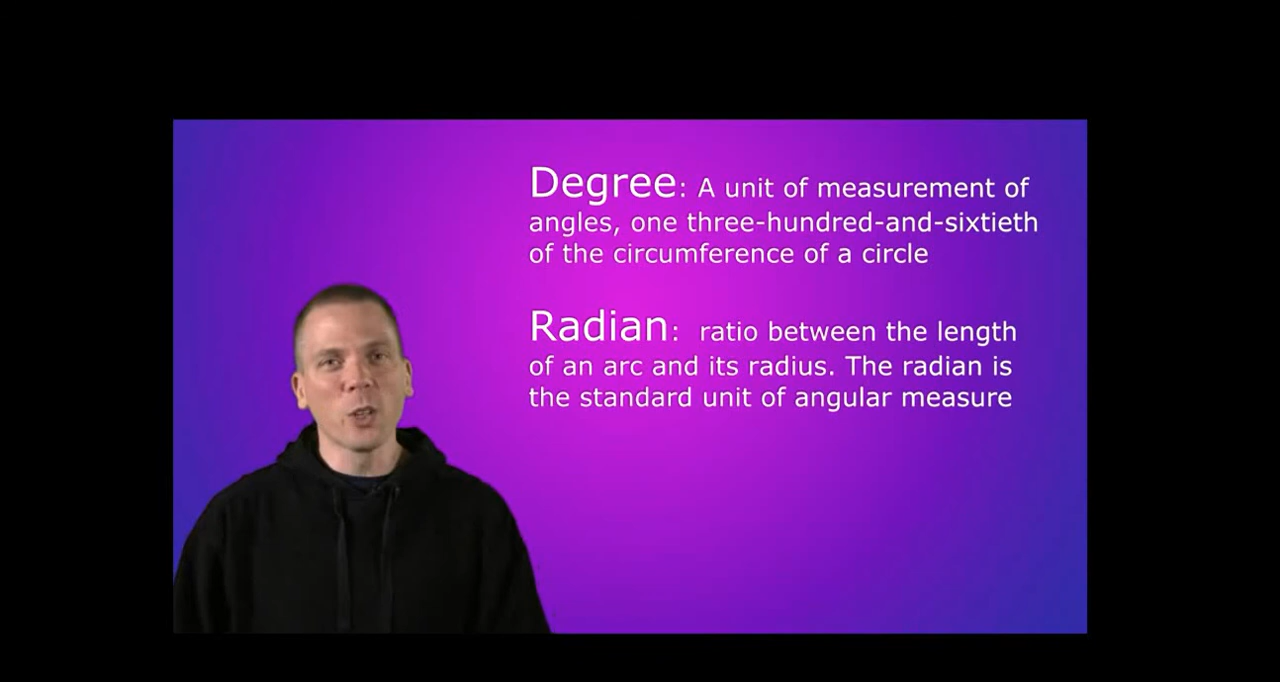 Degree: A unit of measurement of
angles, one three-hundred-and-sixtieth
of the circumference of a circle
Radian: ratio between the length
of an arc and its radius. The radian is
the standard unit of angular measure